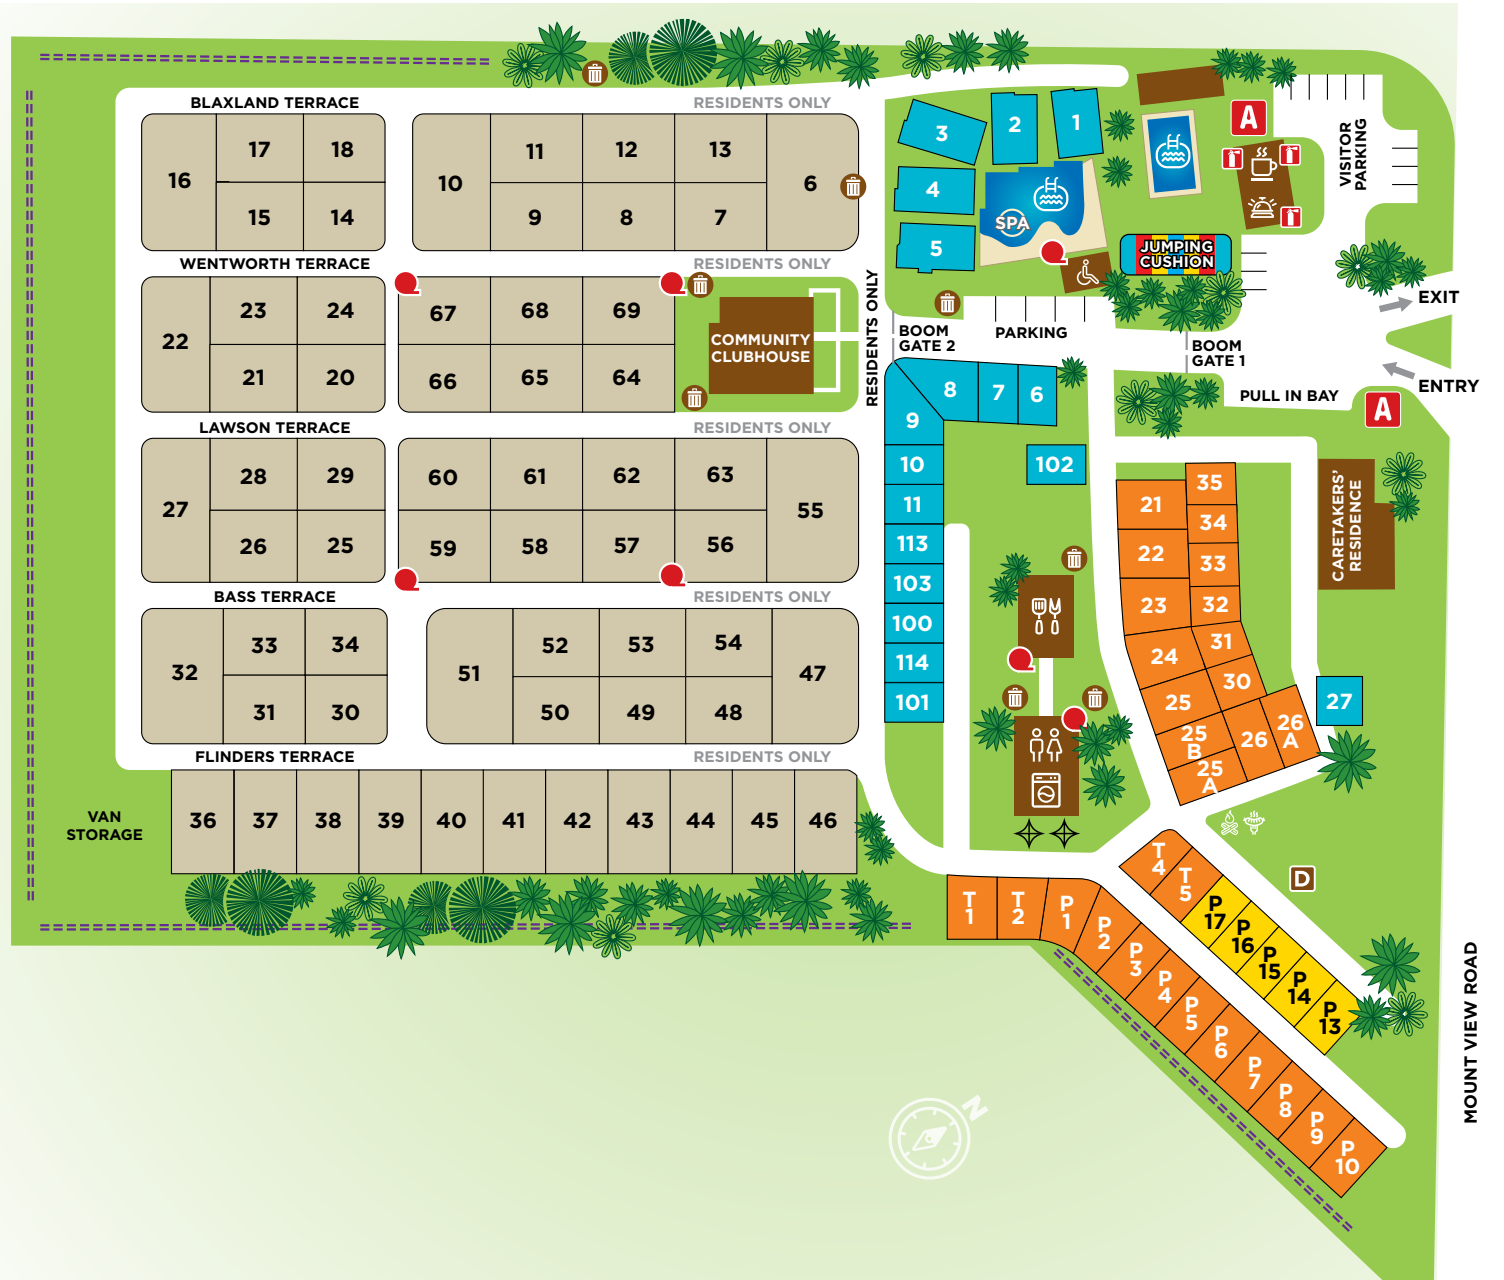 BLAXLAND TERRACE
RESIDENTS ONLY
16
17
18
15
14
10
11
12
13
9
8
7
6
WENTWORTH TERRACE
RESIDENTS ONLY
22
23
24
21
20
67
68
69
66
65
64
COMMUNITY
CLUBHOUSE
RESIDENTS ONLY
LAWSON TERRACE
RESIDENTS ONLY
27
28
29
26
25
60
61
62
63
59
58
57
56
55
BASS TERRACE
RESIDENTS ONLY
32
33
34
31
30
51
52
53
54
50
49
48
47
FLINDERS TERRACE
RESIDENTS ONLY
VAN
STORAGE
36
37
38
39
40
41
42
43
44
45
46
3
2
1
4
5
SPA
JUMPING
CUSHION
A
VISITOR
PARKING
EXIT
BOOM
GATE 2
PARKING
BOOM
GATE 1
ENTRY
PULL IN BAY
A
9
8
7
6
10
11
113
103
100
114
101
102
CARETAKERS'
RESIDENCE
21
22
23
24
25
25
B
25
A
35
34
33
32
31
30
26
26
A
27
D
T
4
T
5
P
17
P
16
P
15
P
14
P
13
T
1
T
2
P
1
P
2
P
3
P
4
P
5
P
6
P
7
P
8
P
9
P
10
N
MOUNT VIEW ROAD